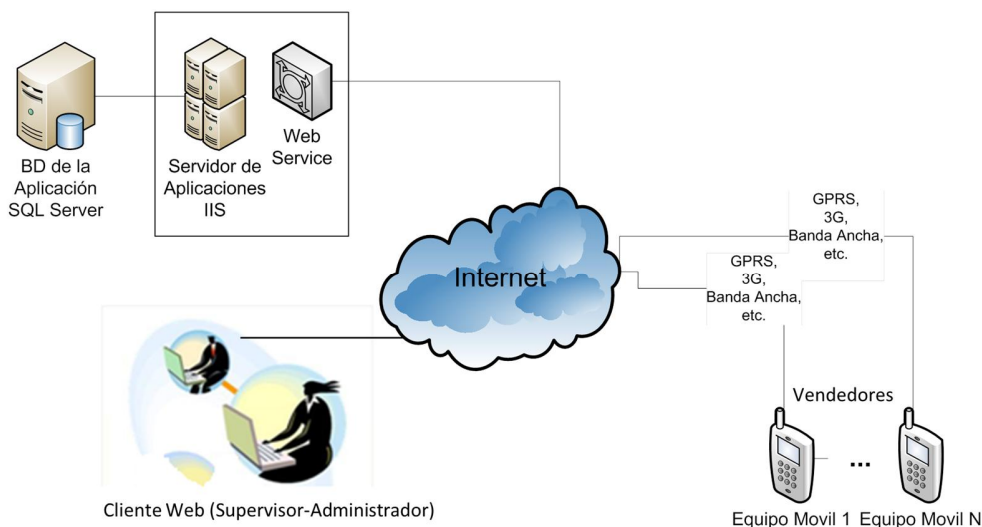 BD de la
Aplicación
SQL Server
Servidor de
Aplicaciones
IIS
Web
Service
Internet
GPRS,
3G,
Banda Ancha,
etc.
GPRS,
3G,
Banda Ancha,
etc.
Vendedores
...
Equipo Movil 1
Equipo Movil N
Cliente Web (Supervisor-Administrador)